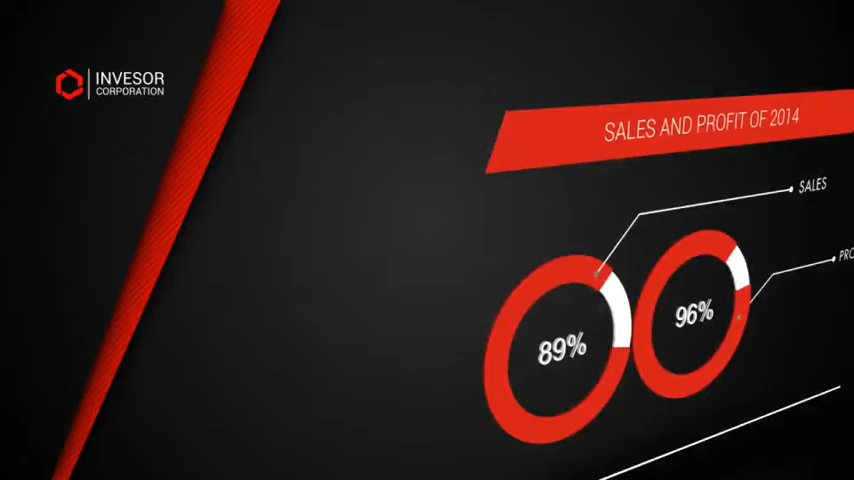 INVESOR
CORPORATION
SALES AND PROFIT OF 2014
SALES
89%
96%